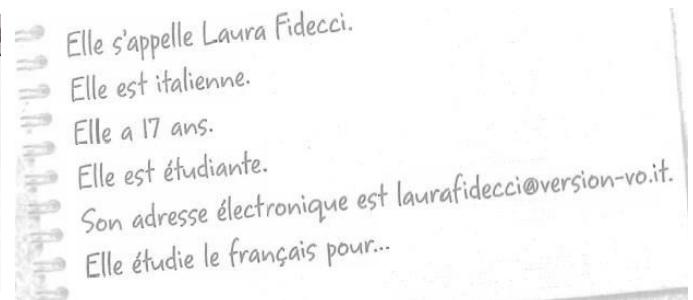 Elle s'appelle Laura Fidecci.
Elle est italienne.
Elle a 17 ans.
Elle est étudiante.
Son adresse électronique est laurafidecci@version-vo.it.
Elle étudie le français pour...